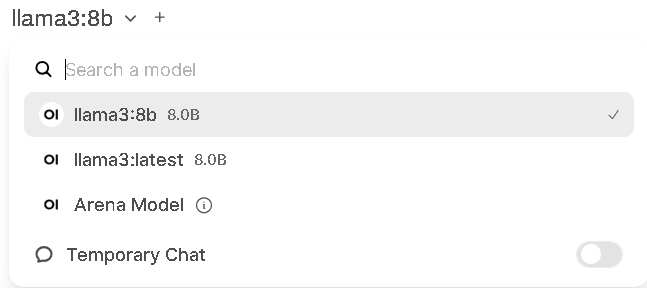 llama3:8b
Search a model
OI llama3:8b 8.0B
OI llama3:latest 8.0B
OI Arena Model
Temporary Chat